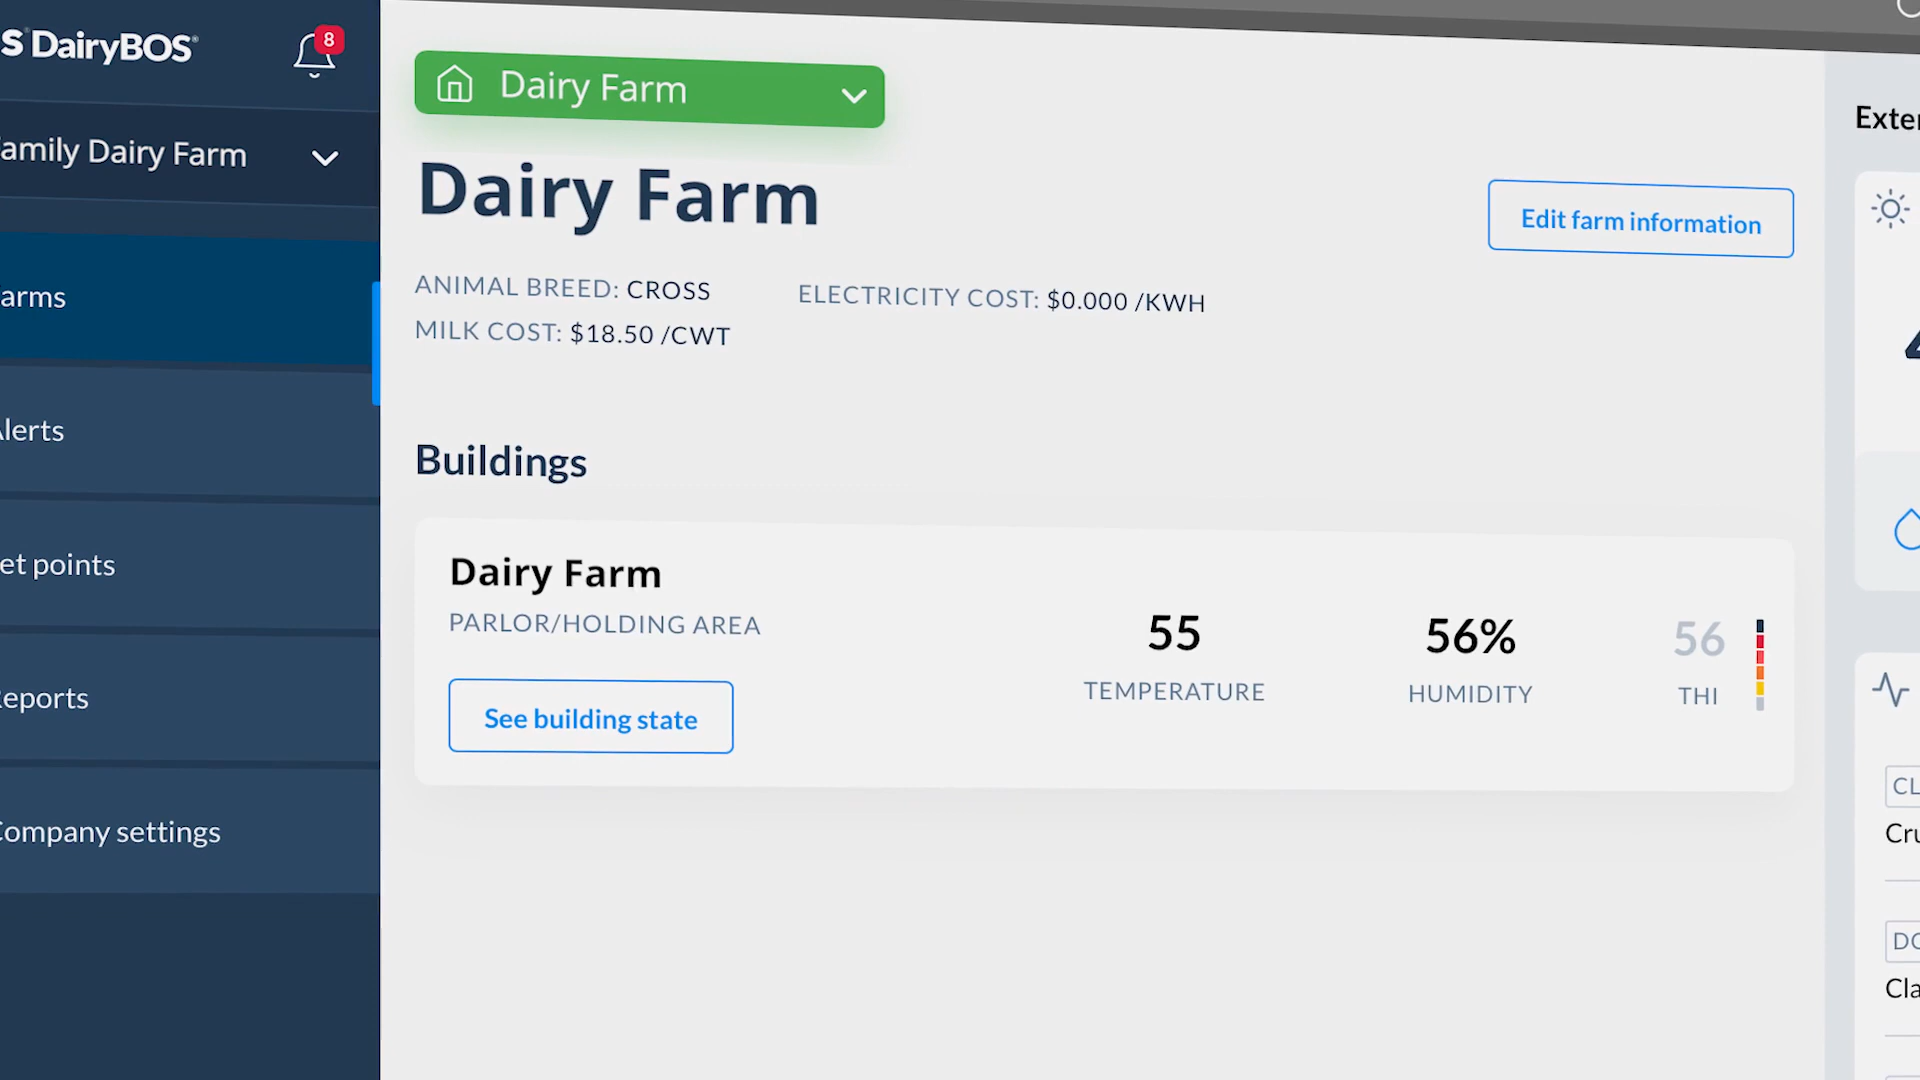 S DairyBOS
8
amily Dairy Farm
arms
lerts
et points
eports
ompany settings
Dairy Farm
Dairy Farm
Edit farm information
ANIMAL BREED: CROSS
ELECTRICITY COST: $0.000 /KWH
MILK COST: $18.50 /CWT
Buildings
Dairy Farm
PARLOR/HOLDING AREA
See building state
55
TEMPERATURE
56%
HUMIDITY
56
THI
Exter
CL
Cru
DO
Cla